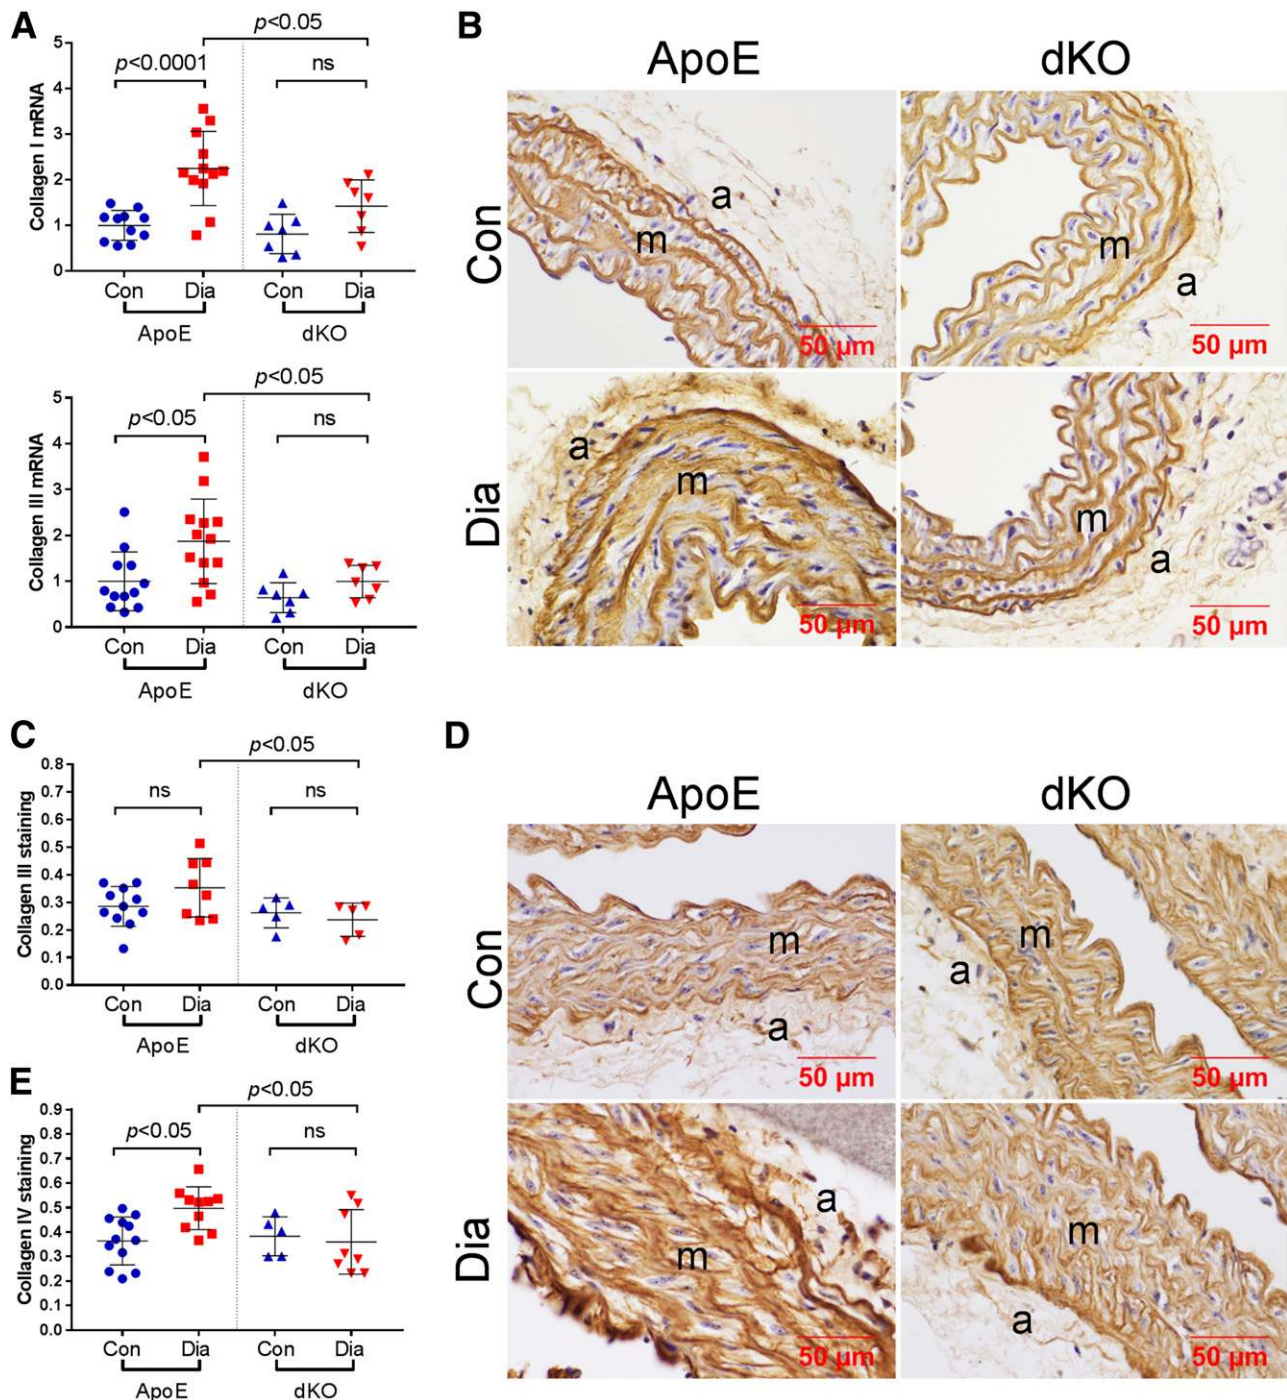 A
p<0.05
p<0.0001
ns
Collagen I mRNA
5
4
3
2
1
0
Con Dia Con Dia
ApoE dKO
p<0.05
p<0.05
ns
Collagen III mRNA
5
4
3
2
1
0
Con Dia Con Dia
ApoE dKO
B
ApoE dKO
Con
a
m
50 µm
m
a
50 µm
Dia
a
m
50 µm
m
a
50 µm
C
p<0.05
ns
ns
Collagen III staining
0.8
0.7
0.6
0.5
0.4
0.3
0.2
0.1
0.0
Con Dia Con Dia
ApoE dKO
D
ApoE dKO
Con
m
a
50 µm
m
a
50 µm
Dia
a
m
50 µm
m
a
50 µm
E
p<0.05
p<0.05
ns
Collagen IV staining
0.9
0.8
0.7
0.6
0.5
0.4
0.3
0.2
0.1
0.0
Con Dia Con Dia
ApoE dKO